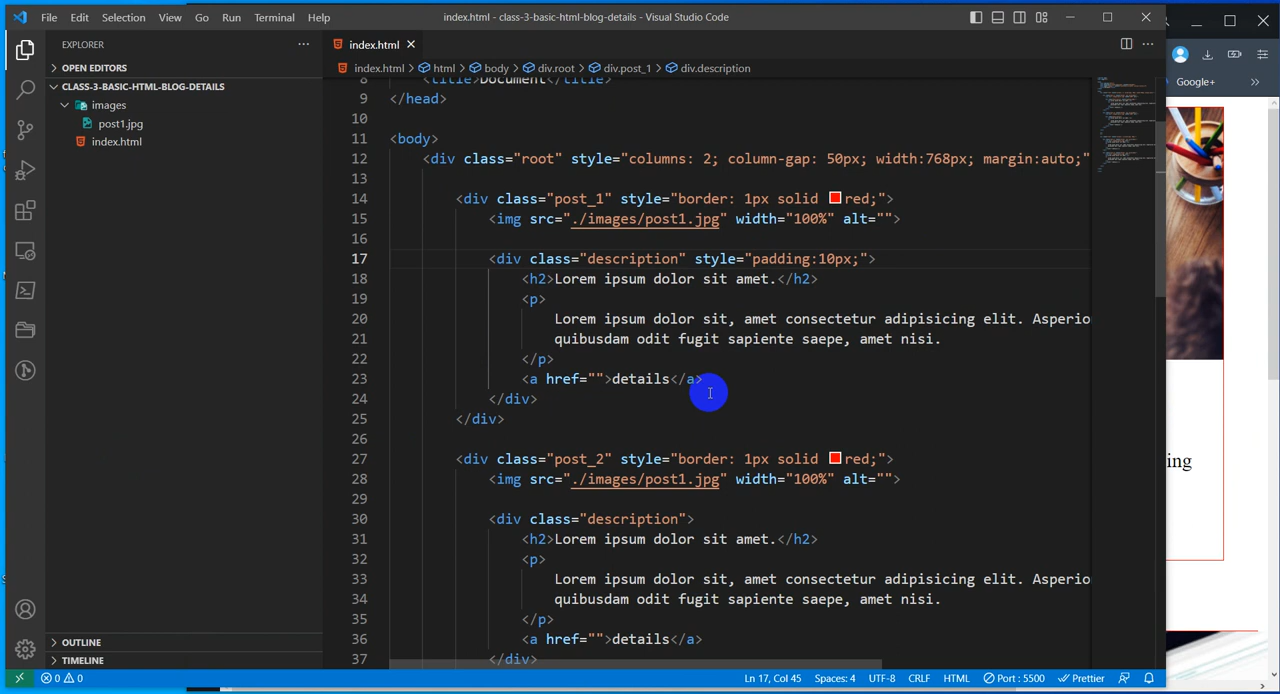 File Edit Selection View Go Run Terminal Help
index.html - class-3-basic-html-blog-details - Visual Studio Code
EXPLORER
OPEN EDITORS
CLASS-3-BASIC-HTML-BLOG-DETAILS
images
post1.jpg
index.html
OUTLINE
TIMELINE
index.html
index.html > html > body > div.root > div.post_1 > div.description
8 <title>Document</title>
9 </head>
10
11 <body>
12 <div class="root" style="columns: 2; column-gap: 50px; width:768px; margin:auto;"
13
14 <div class="post_1" style="border: 1px solid red;">
15 <img src="./images/post1.jpg" width="100%" alt="">
16
17 <div class="description" style="padding:10px;">
18 <h2>Lorem ipsum dolor sit amet.</h2>
19 <p>
20 Lorem ipsum dolor sit, amet consectetur adipisicing elit. Asperio
21 quibusdam odit fugit sapiente saepe, amet nisi.
22 </p>
23 <a href="">details</a>
24 </div>
25 </div>
26
27 <div class="post_2" style="border: 1px solid red;">
28 <img src="./images/post1.jpg" width="100%" alt="">
29
30 <div class="description">
31 <h2>Lorem ipsum dolor sit amet.</h2>
32 <p>
33 Lorem ipsum dolor sit, amet consectetur adipisicing elit. Asperio
34 quibusdam odit fugit sapiente saepe, amet nisi.
35 </p>
36 <a href="">details</a>
37 </div>
0 0 Ln 17, Col 45 Spaces: 4 UTF-8 CRLF HTML Port : 5500 Prettier
Google+
ing